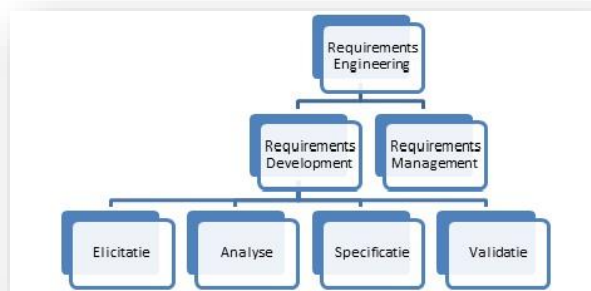 Requirements
Engineering
Requirements
Development
Requirements
Management
Elicitatie
Analyse
Specificatie
Validatie